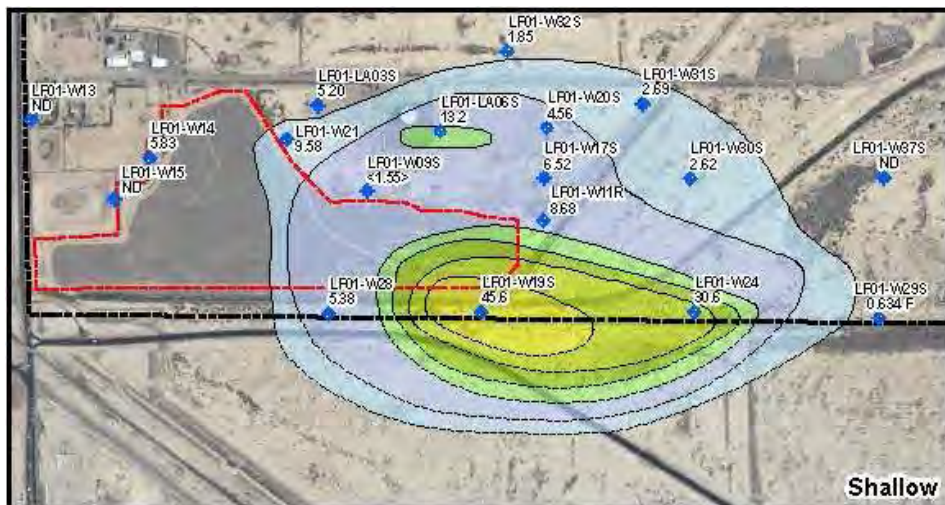 LF01-W32S
1.85
LF01-W13
ND
LF01-LA03S
5.20
LF01-W31S
2.69
LF01-LA06S
13.2
LF01-W20S
4.56
LF01-W14
5.83
LF01-W21
9.58
LF01-W17S
6.52
LF01-W30S
2.62
LF01-W37S
ND
LF01-W15
ND
LF01-W09S
<1.55>
LF01-W11R
8.68
LF01-W28
5.38
LF01-W19S
45.6
LF01-W24
30.6
LF01-W29S
0.634 F
Shallow